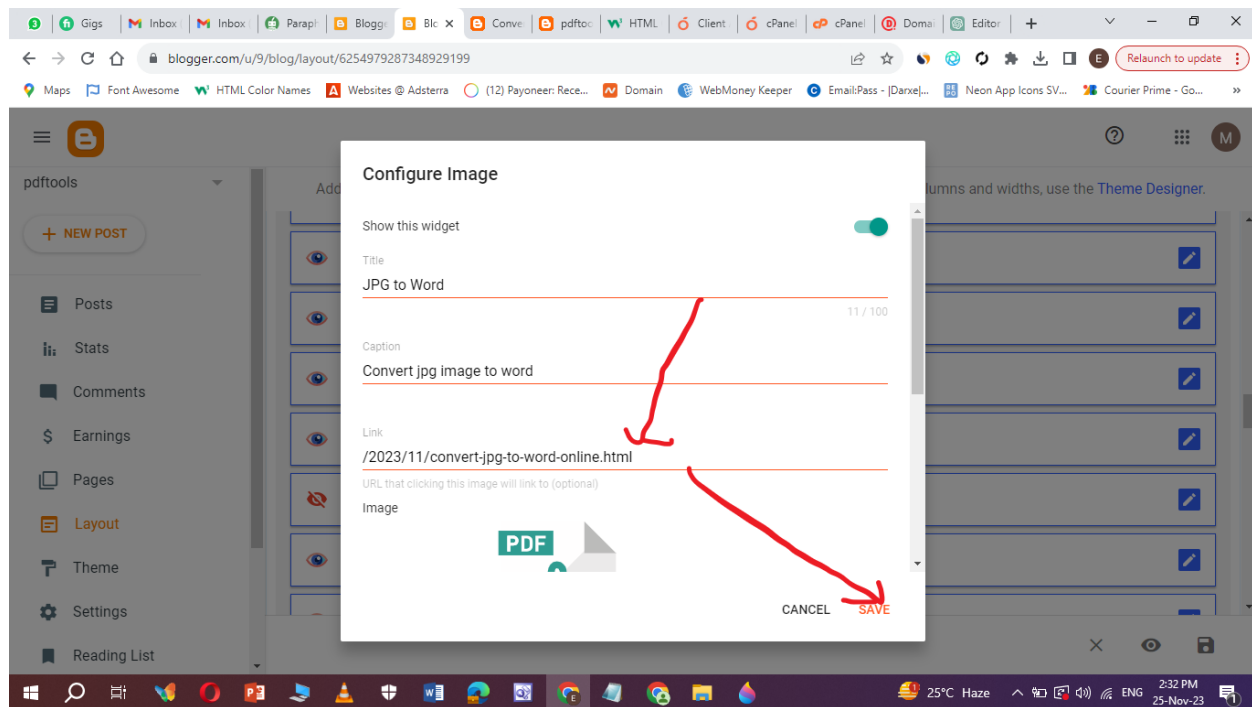 Gigs
Inbox
Inbox
Paraph
Blogge
Blc
Conve
pdftoc
HTML
Client
cPanel
cPanel
Domai
Editor
blogger.com/u/9/blog/layout/6254979287348929199
E
Relaunch to update
Maps
Font Awesome
HTML Color Names
Websites @ Adsterra
(12) Payoneer: Rece...
Domain
WebMoney Keeper
Email:Pass - |Darxe|...
Neon App Icons SV...
Courier Prime - Go...
M
pdftools
Add
lumns and widths, use the Theme Designer.
NEW POST
Posts
Stats
Comments
Earnings
Pages
Layout
Theme
Settings
Reading List
Configure Image
Show this widget
Title
JPG to Word
11 / 100
Caption
Convert jpg image to word
Link
/2023/11/convert-jpg-to-word-online.html
URL that clicking this image will link to (optional)
Image
PDF
CANCEL SAVE
25°C Haze
ENG
2:32 PM
25-Nov-23